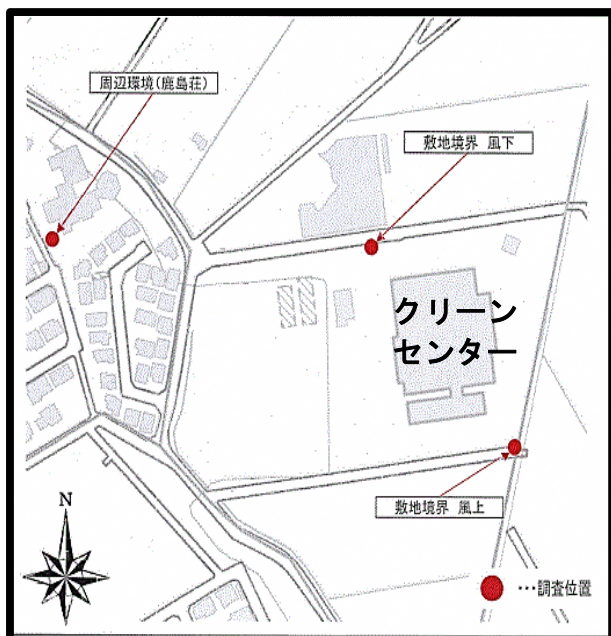 周辺環境(鹿島荘)
敷地境界 風下
クリーン
センター
敷地境界 風上
N
…調査位置